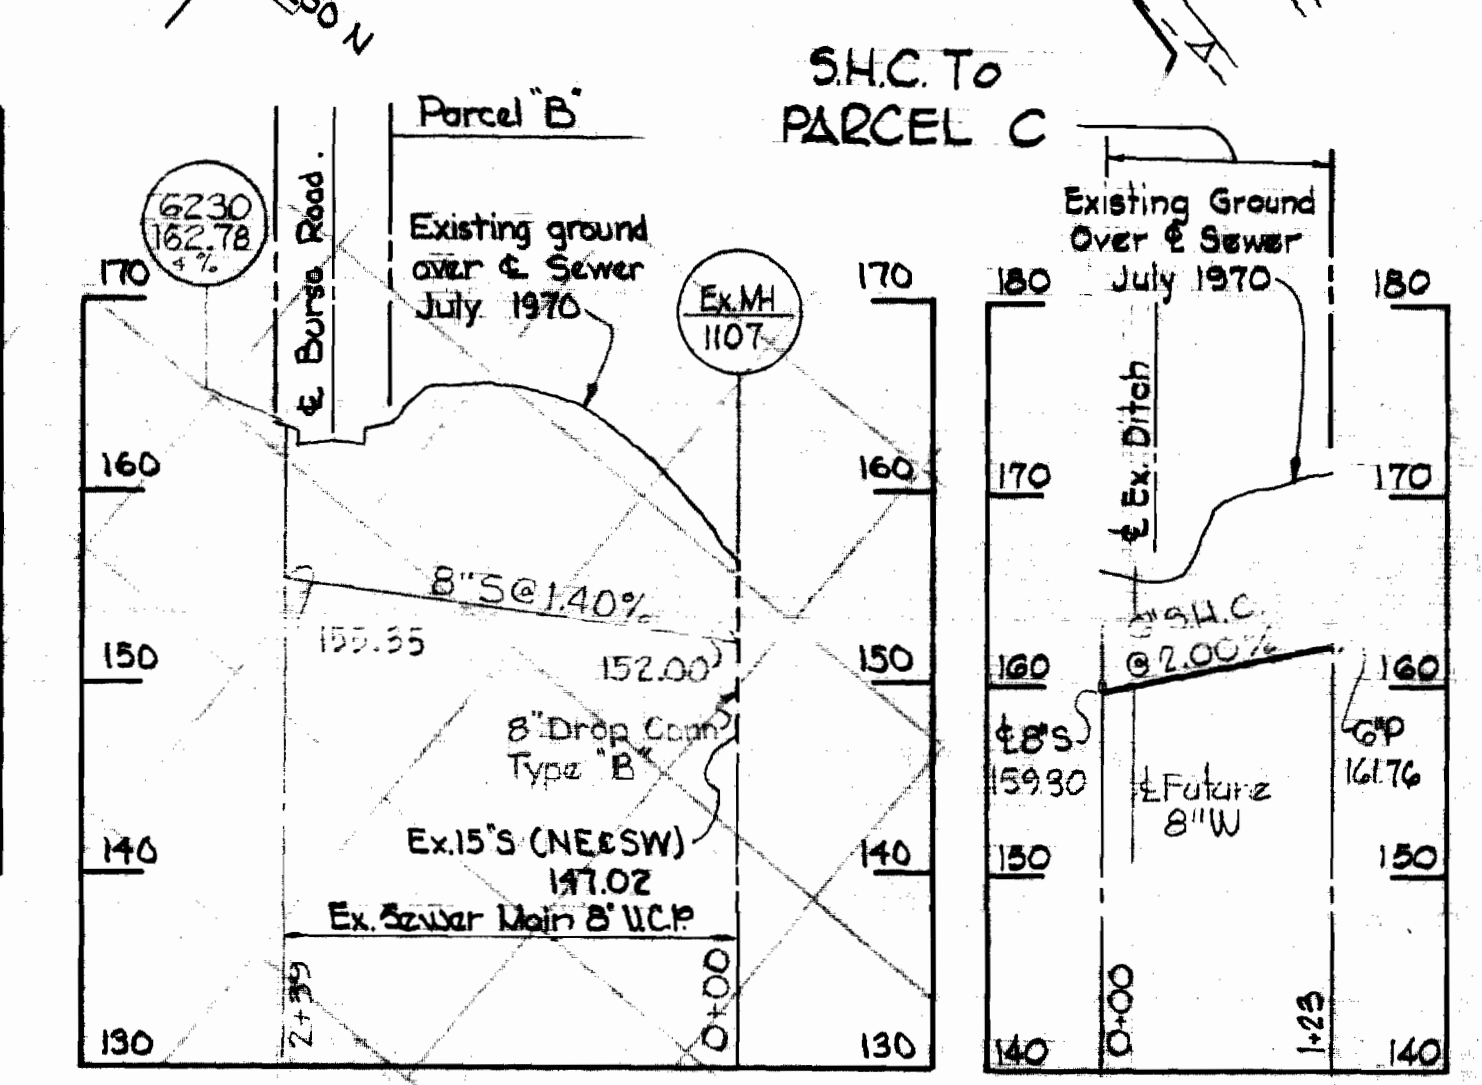 00 N
S.H.C. To
PARCEL C
Parcel "B"
6230
162.78
℄ Burso Road.
Existing ground
over ℄ Sewer
July 1970
Ex.MH
1107
170
170
160
160
150
150
140
140
130
130
8"S@1.40%
155.35
152.00
8" Drop Conn
Type "B"
Ex.15"S (NE&SW)
147.02
Ex. Sewer Main 8" V.C.P.
2+39
0+00
Existing Ground
Over ℄ Sewer
July 1970
180
180
℄ Ex. Ditch
170
170
S.H.C.
@ 2.00%
160
160
℄8"S
159.30
6"P
161.76
℄Future
8"W
150
150
0+00
1+23
140
140